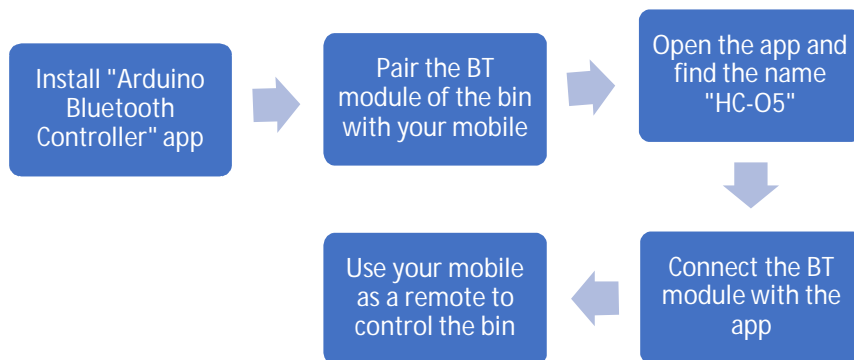 Install "Arduino
Bluetooth
Controller" app
Pair the BT
module of the bin
with your mobile
Open the app and
find the name
"HC-O5"
Connect the BT
module with the
app
Use your mobile
as a remote to
control the bin